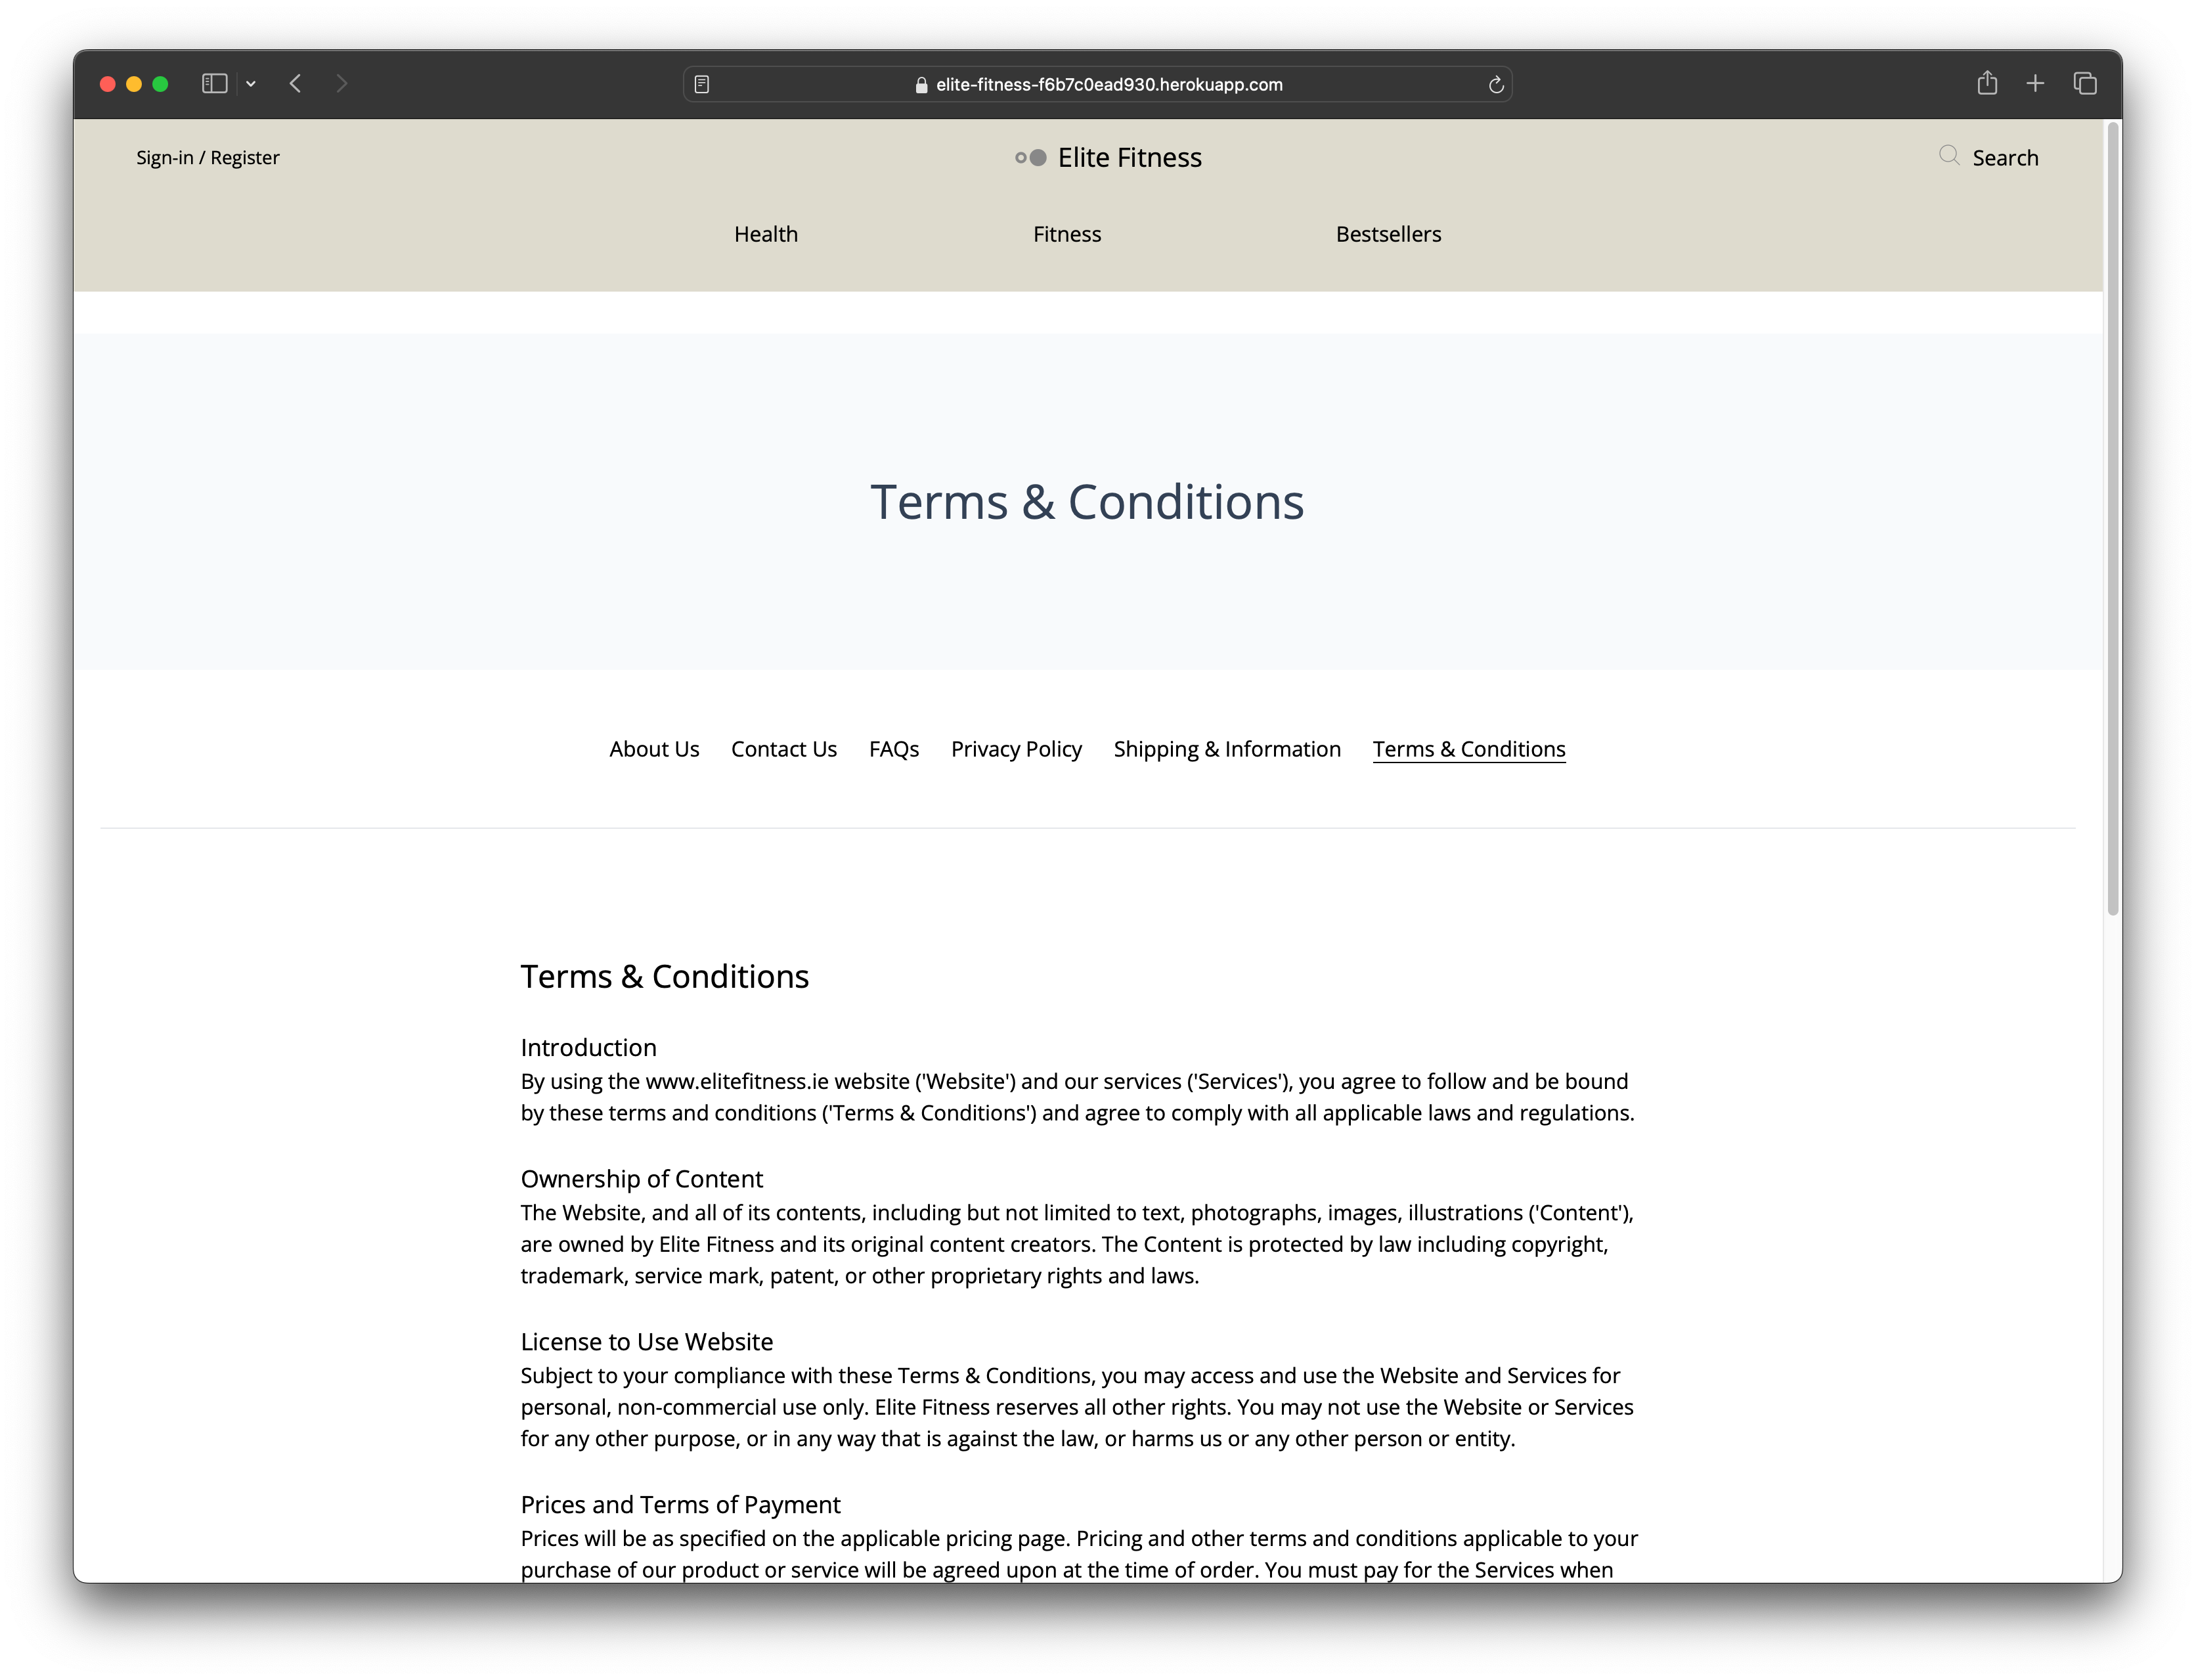 elite-fitness-f6b7c0ead930.herokuapp.com
Sign-in / Register
Elite Fitness
Search
Health
Fitness
Bestsellers
Terms & Conditions
About Us
Contact Us
FAQs
Privacy Policy
Shipping & Information
Terms & Conditions
Terms & Conditions
Introduction
By using the www.elitefitness.ie website ('Website') and our services ('Services'), you agree to follow and be bound
by these terms and conditions ('Terms & Conditions') and agree to comply with all applicable laws and regulations.
Ownership of Content
The Website, and all of its contents, including but not limited to text, photographs, images, illustrations ('Content'),
are owned by Elite Fitness and its original content creators. The Content is protected by law including copyright,
trademark, service mark, patent, or other proprietary rights and laws.
License to Use Website
Subject to your compliance with these Terms & Conditions, you may access and use the Website and Services for
personal, non-commercial use only. Elite Fitness reserves all other rights. You may not use the Website or Services
for any other purpose, or in any way that is against the law, or harms us or any other person or entity.
Prices and Terms of Payment
Prices will be as specified on the applicable pricing page. Pricing and other terms and conditions applicable to your
purchase of our product or service will be agreed upon at the time of order. You must pay for the Services when